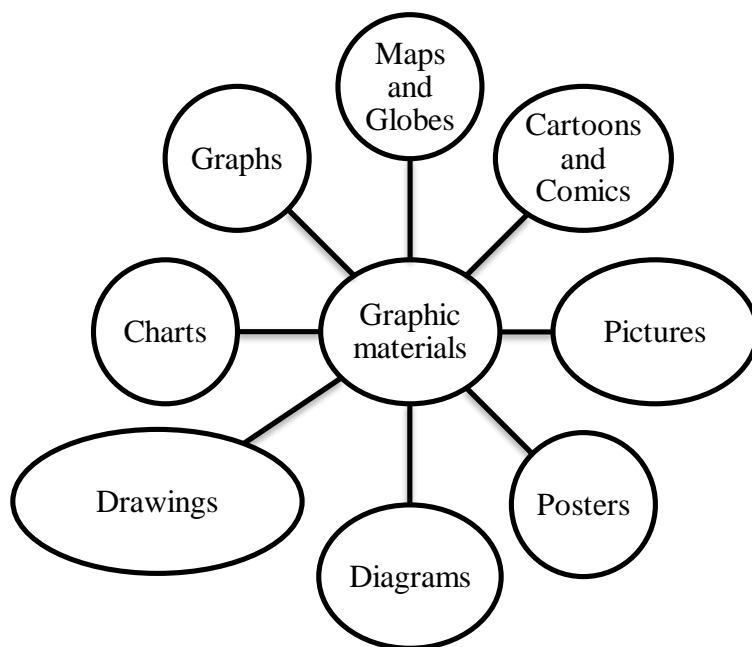 Maps
and
Globes
Cartoons
and
Comics
Graphs
Graphic
materials
Pictures
Charts
Drawings
Posters
Diagrams